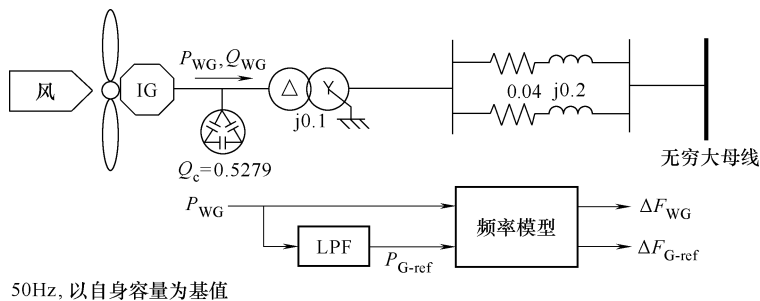 P_WG, Q_WG
风
IG
Δ
Y
0.04
j0.2
j0.1
Q_c=0.5279
无穷大母线
P_WG
频率模型
ΔF_WG
LPF
P_G-ref
ΔF_G-ref
50Hz, 以自身容量为基值